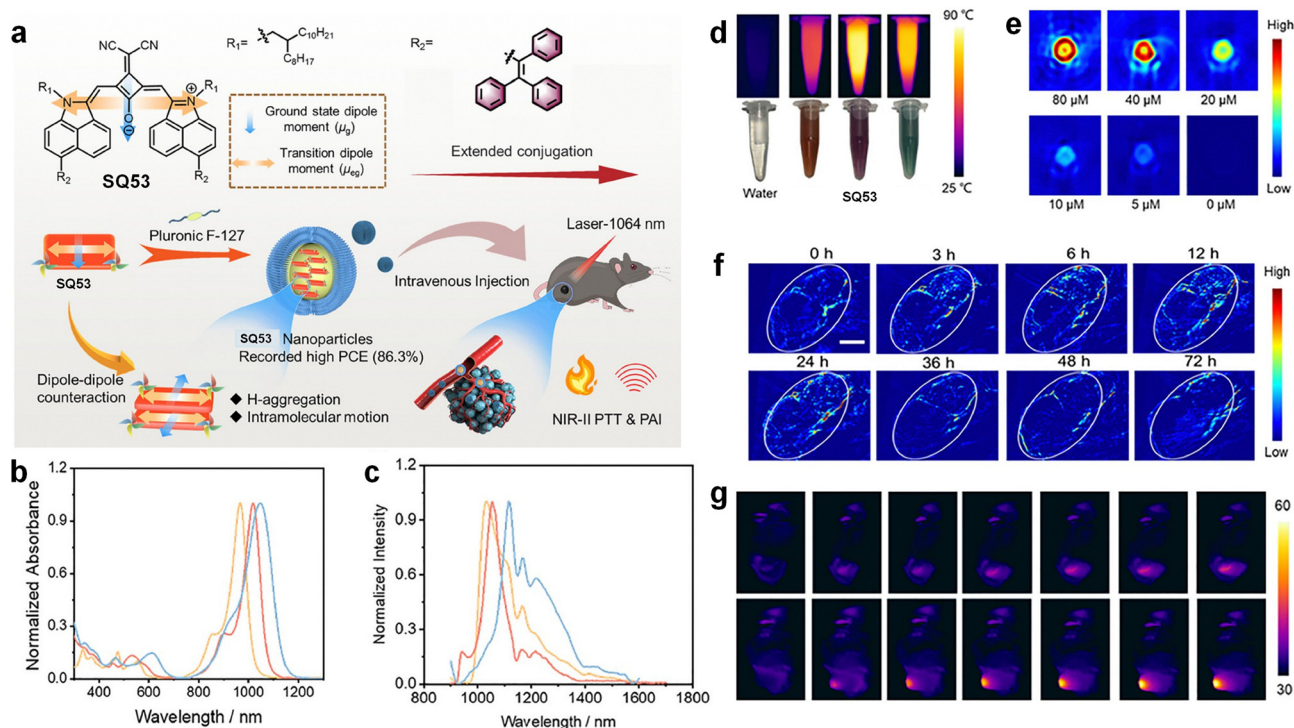 a
CN CN
R₁= C₁₀H₂₁
C₈H₁₇
R₂=
R₁ N N⊕ R₁
O⊖
R₂ R₂
SQ53
Ground state dipole
moment (μg)
Transition dipole
moment (μeg)
Extended conjugation
Pluronic F-127
SQ53
Intravenous Injection
Laser-1064 nm
SQ53 Nanoparticles
Recorded high PCE (86.3%)
Dipole-dipole
counteraction
◆ H-aggregation
◆ Intramolecular motion
NIR-II PTT & PAI
b
Normalized Absorbance
1.2
0.9
0.6
0.3
0.0
300 600 900 1200
Wavelength / nm
c
Normalized Intensity
1.2
0.9
0.6
0.3
0.0
800 1000 1200 1400 1600 1800
Wavelength / nm
d
90 ℃
25 ℃
Water SQ53
e
High
80 μM 40 μM 20 μM
10 μM 5 μM 0 μM
Low
f
0 h 3 h 6 h 12 h
High
24 h 36 h 48 h 72 h
Low
g
60
30